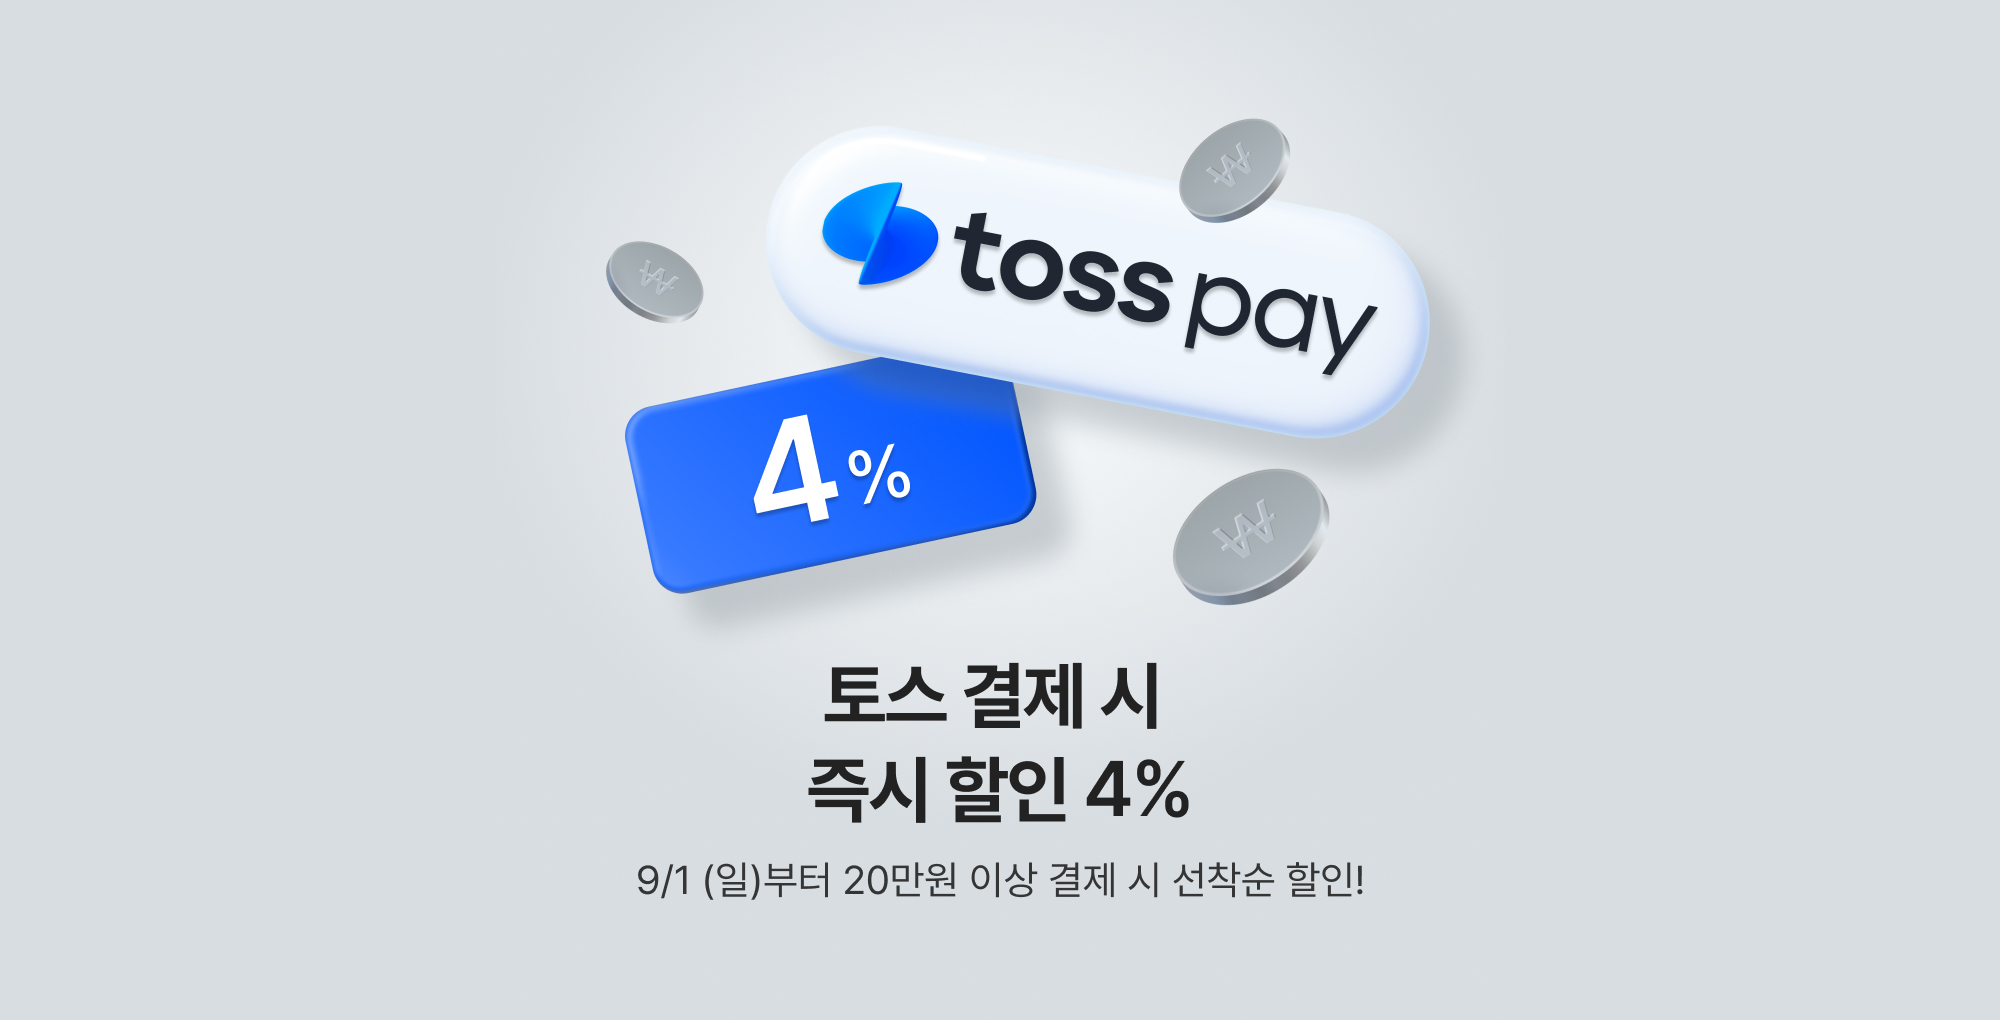 toss pay
4%
토스 결제 시
즉시 할인 4%
9/1 (일)부터 20만원 이상 결제 시 선착순 할인!
₩
₩
₩